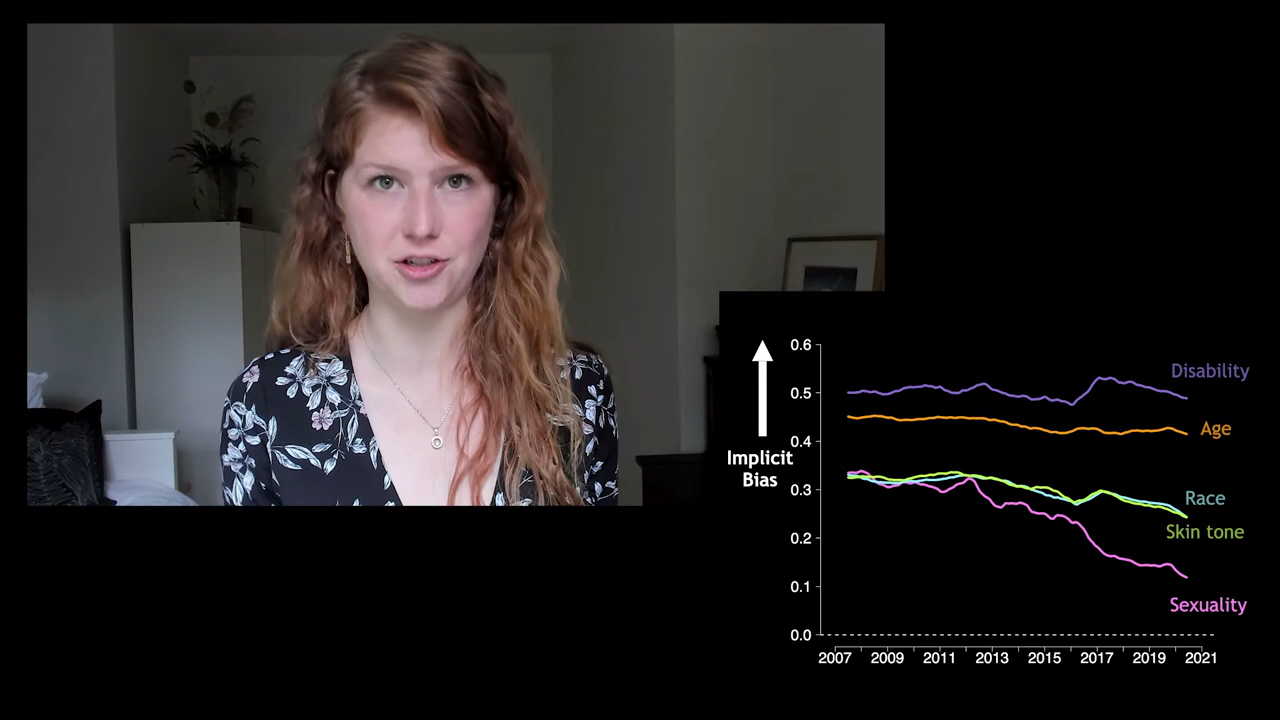 0.6
0.5
0.4
0.3
0.2
0.1
0.0
Implicit
Bias
Disability
Age
Race
Skin tone
Sexuality
2007 2009 2011 2013 2015 2017 2019 2021